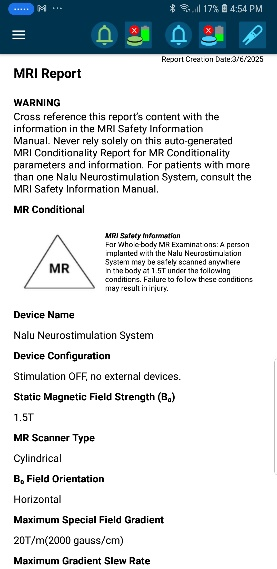 17% 4:54 PM
Report Creation Date:3/6/2025
MRI Report
WARNING
Cross reference this report's content with the
information in the MRI Safety Information
Manual. Never rely solely on this auto-generated
MRI Conditionality Report for MR Conditionality
parameters and information. For patients with more
than one Nalu Neurostimulation System, consult the
MRI Safety Information Manual.
MR Conditional
MR
MRI Safety Information
For Whole-body MR Examinations: A person
implanted with the Nalu Neurostimulation
System may be safely scanned anywhere
in the body at 1.5T under the following
conditions. Failure to follow these conditions
may result in injury.
Device Name
Nalu Neurostimulation System
Device Configuration
Stimulation OFF, no external devices.
Static Magnetic Field Strength (B₀)
1.5T
MR Scanner Type
Cylindrical
B₀ Field Orientation
Horizontal
Maximum Special Field Gradient
20T/m(2000 gauss/cm)
Maximum Gradient Slew Rate